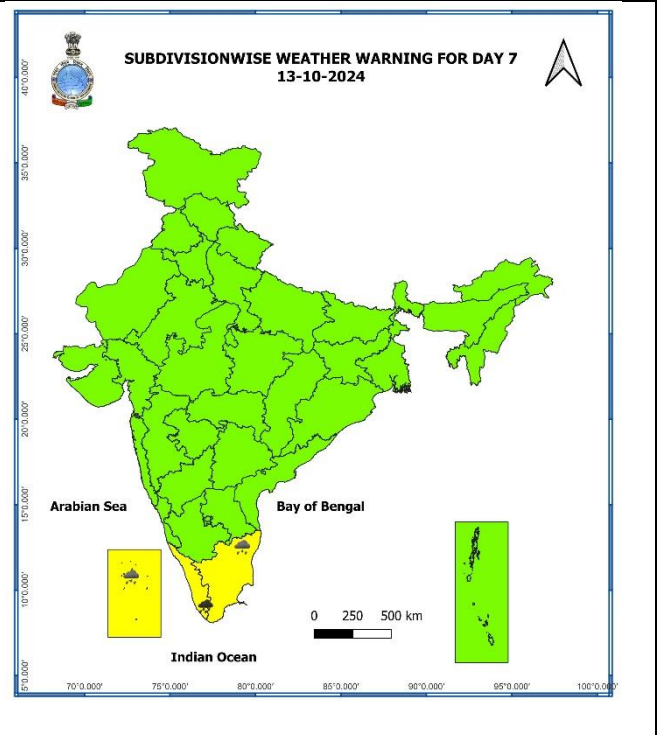 SUBDIVISIONWISE WEATHER WARNING FOR DAY 7
13-10-2024
40°0.000'
35°0.000'
30°0.000'
25°0.000'
20°0.000'
15°0.000'
10°0.000'
5°0.000'
Arabian Sea
Bay of Bengal
0 250 500 km
Indian Ocean
70°0.000' 75°0.000' 80°0.000' 85°0.000' 90°0.000' 95°0.000' 100°0.000'